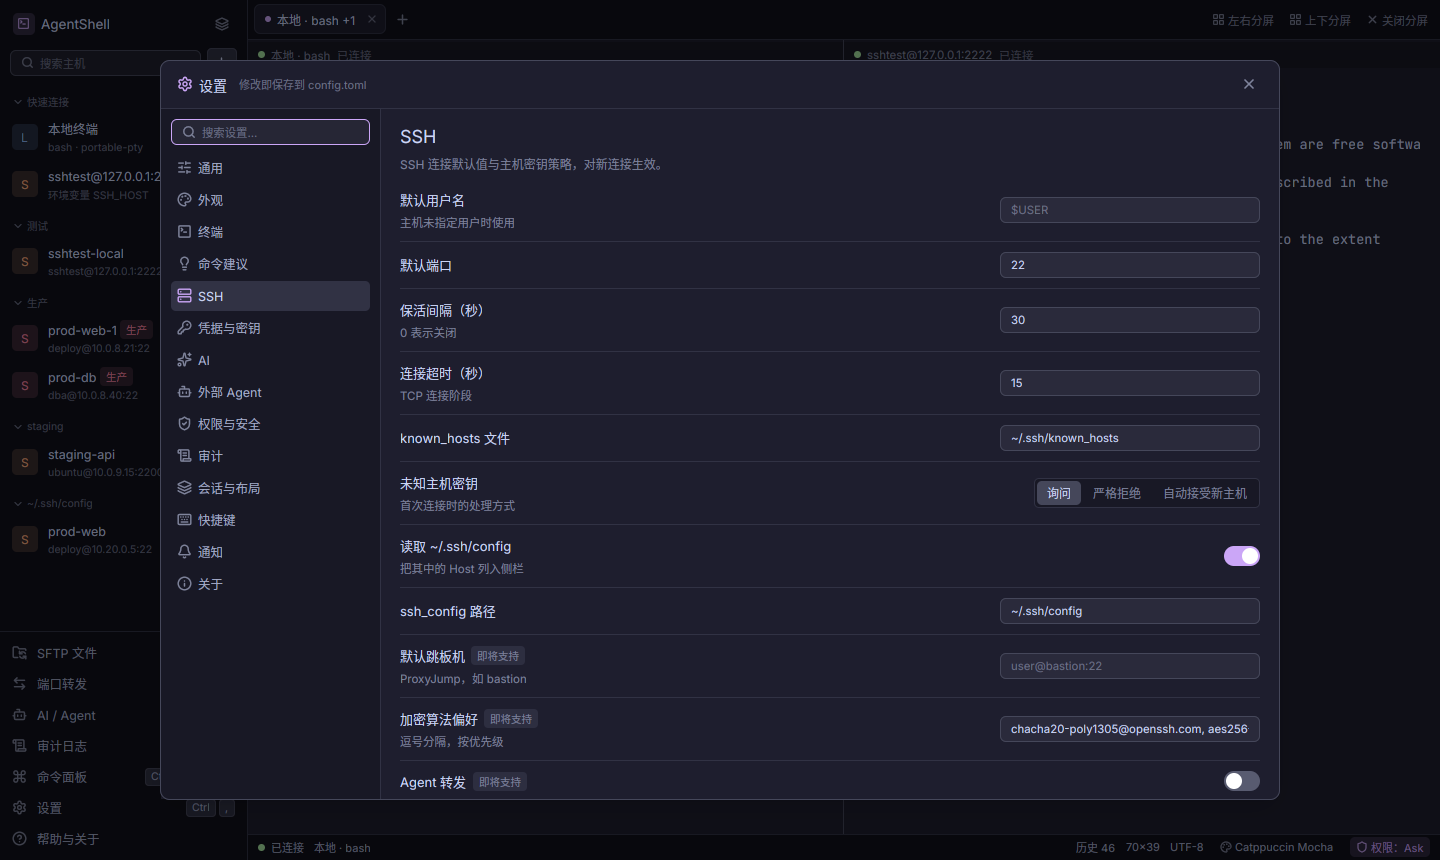 AgentShell
本地 · bash +1
左右分屏
上下分屏
关闭分屏
搜索主机
本地 · bash 已连接
sshtest@127.0.0.1:2222 已连接
快速连接
L
本地终端
bash · portable-pty
S
sshtest@127.0.0.1:2
环境变量 SSH_HOST
测试
S
sshtest-local
sshtest@127.0.0.1:2222
生产
S
prod-web-1 生产
deploy@10.0.8.21:22
S
prod-db 生产
dba@10.0.8.40:22
staging
S
staging-api
ubuntu@10.0.9.15:2200
~/.ssh/config
S
prod-web
deploy@10.20.0.5:22
SFTP 文件
端口转发
AI / Agent
审计日志
命令面板
设置 Ctrl ,
帮助与关于
设置 修改即保存到 config.toml
搜索设置...
通用
外观
终端
命令建议
SSH
凭据与密钥
AI
外部 Agent
权限与安全
审计
会话与布局
快捷键
通知
关于
SSH
SSH 连接默认值与主机密钥策略，对新连接生效。
默认用户名
主机未指定用户时使用
$USER
默认端口
22
保活间隔（秒）
0 表示关闭
30
连接超时（秒）
TCP 连接阶段
15
known_hosts 文件
~/.ssh/known_hosts
未知主机密钥
首次连接时的处理方式
询问 严格拒绝 自动接受新主机
读取 ~/.ssh/config
把其中的 Host 列入侧栏
ssh_config 路径
~/.ssh/config
默认跳板机 即将支持
ProxyJump，如 bastion
user@bastion:22
加密算法偏好 即将支持
逗号分隔，按优先级
chacha20-poly1305@openssh.com, aes256-
Agent 转发 即将支持
em are free softwa
scribed in the
to the extent
已连接 本地 · bash
历史 46 70×39 UTF-8 Catppuccin Mocha 权限：Ask